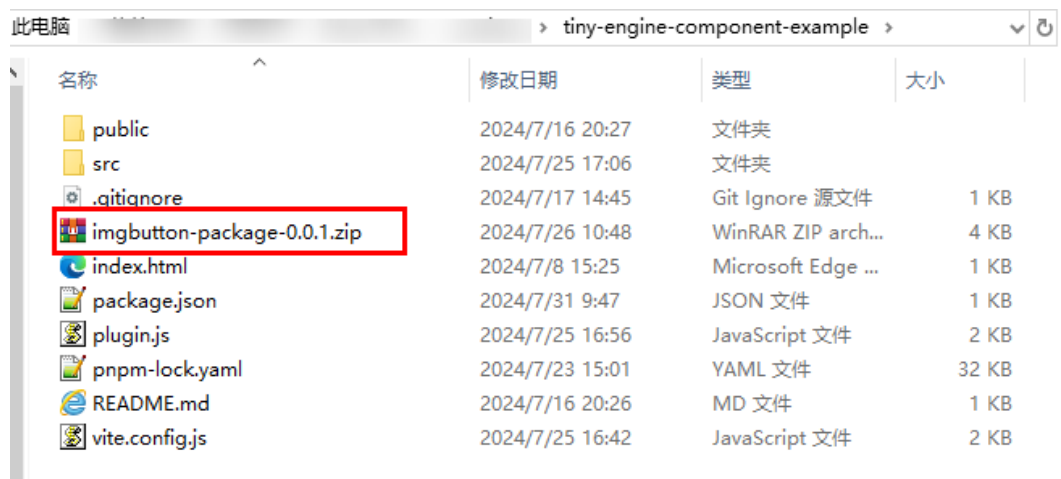 此电脑 › tiny-engine-component-example ›
名称 修改日期 类型 大小
public 2024/7/16 20:27 文件夹
src 2024/7/25 17:06 文件夹
.gitignore 2024/7/17 14:45 Git Ignore 源文件 1 KB
imgbutton-package-0.0.1.zip 2024/7/26 10:48 WinRAR ZIP arch... 4 KB
index.html 2024/7/8 15:25 Microsoft Edge ... 1 KB
package.json 2024/7/31 9:47 JSON 文件 1 KB
plugin.js 2024/7/25 16:56 JavaScript 文件 2 KB
pnpm-lock.yaml 2024/7/23 15:01 YAML 文件 32 KB
README.md 2024/7/16 20:26 MD 文件 1 KB
vite.config.js 2024/7/25 16:42 JavaScript 文件 2 KB